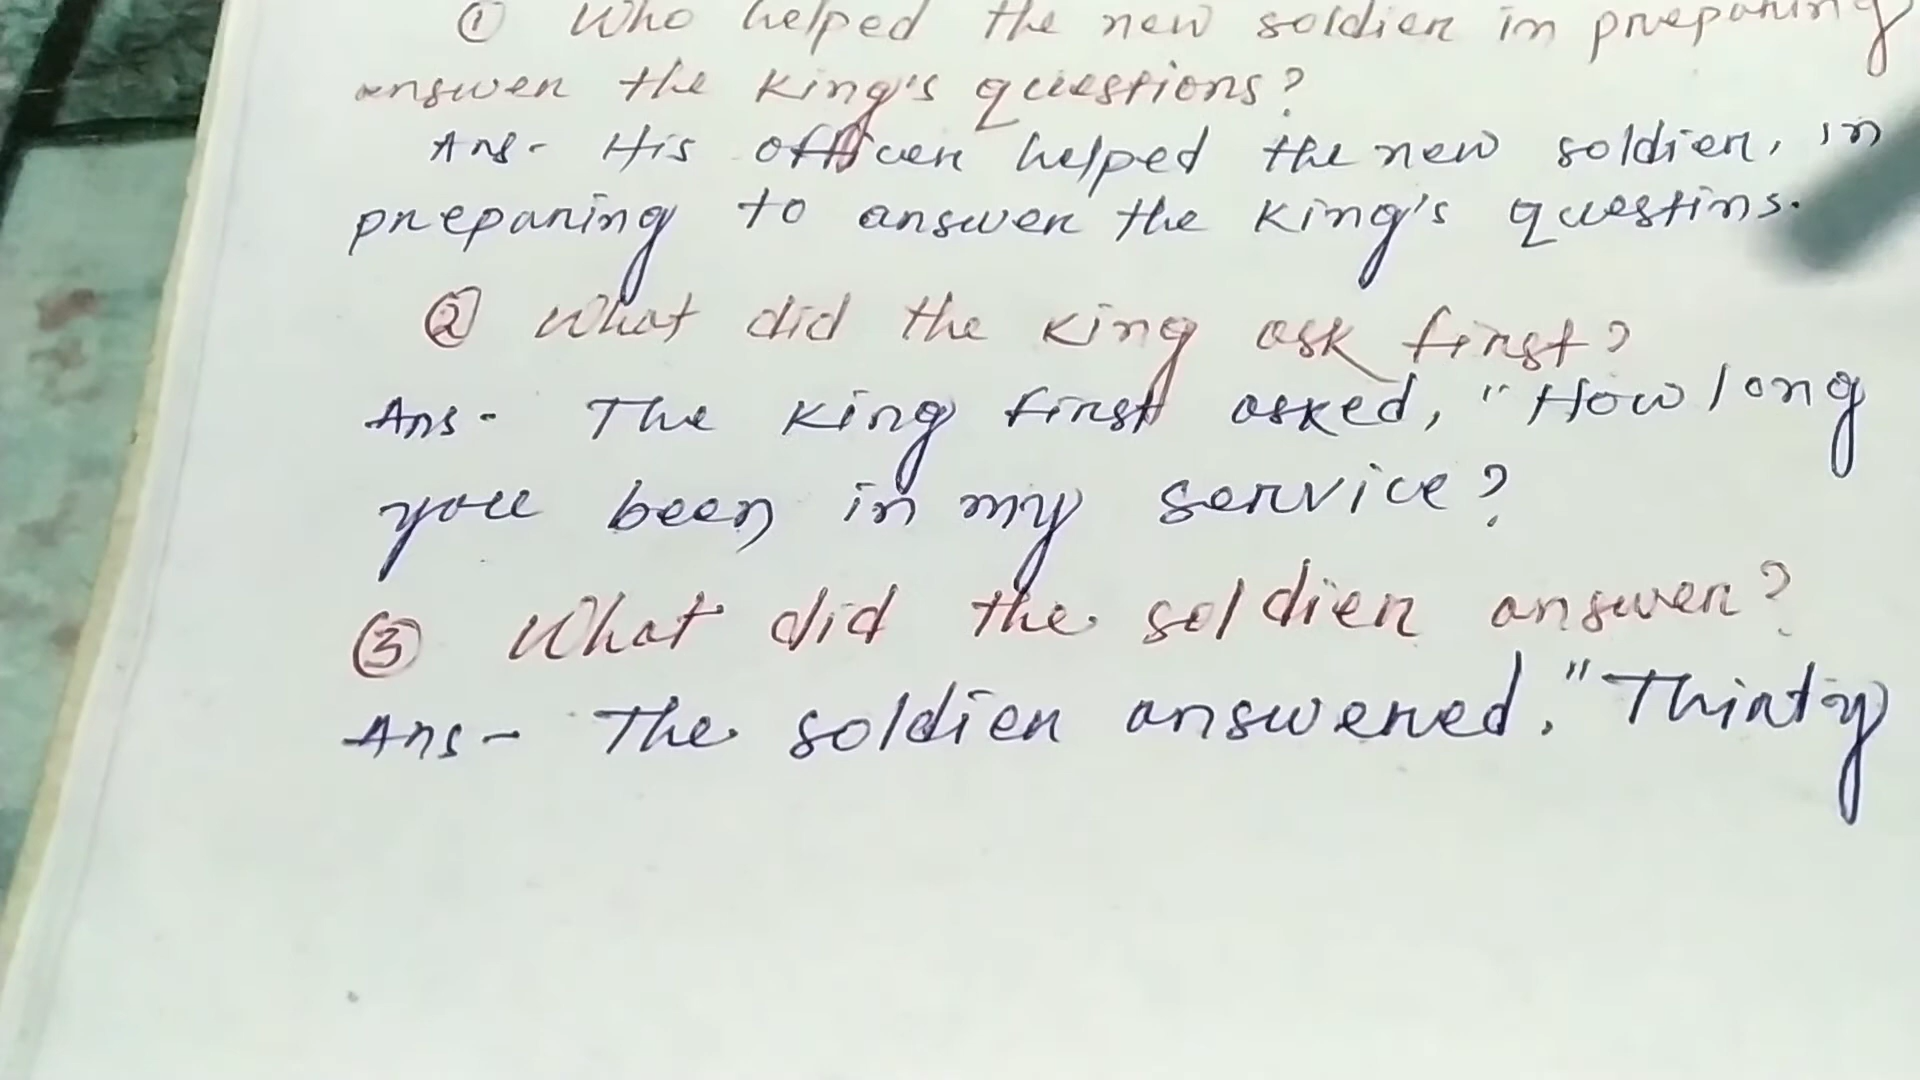 ① Who helped the new soldier in preparing
answer the King's questions?
Ans- His officer helped the new soldier, in
preparing to answer the King's questins.
② What did the King ask first?
Ans- The King first asked, "How long
you been in my service?
③ What did the soldier answer?
Ans- The soldier answered, "Thirty